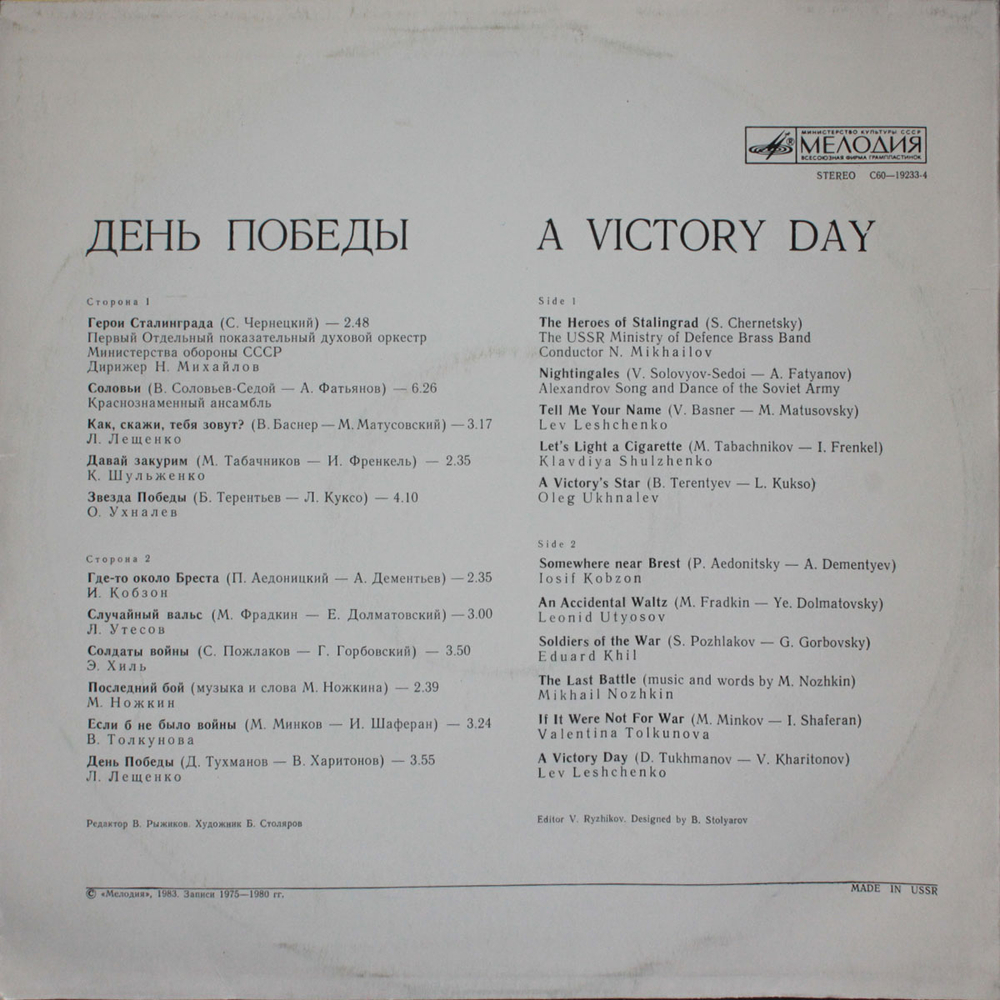 МИНИСТЕРСТВО КУЛЬТУРЫ СССР
МЕЛОДИЯ
ВСЕСОЮЗНАЯ ФИРМА ГРАМПЛАСТИНОК
STEREO С60—19233-4
ДЕНЬ ПОБЕДЫ
Сторона 1
Герои Сталинграда (С. Чернецкий) — 2.48
Первый Отдельный показательный духовой оркестр
Министерства обороны СССР
Дирижер Н. Михайлов
Соловьи (В. Соловьев-Седой — А. Фатьянов) — 6.26
Краснознаменный ансамбль
Как, скажи, тебя зовут? (В. Баснер — М. Матусовский) — 3.17
Л. Лещенко
Давай закурим (М. Табачников — И. Френкель) — 2.35
К. Шульженко
Звезда Победы (Б. Терентьев — Л. Куксо) — 4.10
О. Ухналев
Сторона 2
Где-то около Бреста (П. Аедоницкий — А. Дементьев) — 2.35
И. Кобзон
Случайный вальс (М. Фрадкин — Е. Долматовский) — 3.00
Л. Утесов
Солдаты войны (С. Пожлаков — Г. Горбовский) — 3.50
Э. Хиль
Последний бой (музыка и слова М. Ножкина) — 2.39
М. Ножкин
Если б не было войны (М. Минков — И. Шаферан) — 3.24
В. Толкунова
День Победы (Д. Тухманов — В. Харитонов) — 3.55
Л. Лещенко
Редактор В. Рыжиков. Художник Б. Столяров
A VICTORY DAY
Side 1
The Heroes of Stalingrad (S. Chernetsky)
The USSR Ministry of Defence Brass Band
Conductor N. Mikhailov
Nightingales (V. Solovyov-Sedoi — A. Fatyanov)
Alexandrov Song and Dance of the Soviet Army
Tell Me Your Name (V. Basner — M. Matusovsky)
Lev Leshchenko
Let's Light a Cigarette (M. Tabachnikov — I. Frenkel)
Klavdiya Shulzhenko
A Victory's Star (B. Terentyev — L. Kukso)
Oleg Ukhnalev
Side 2
Somewhere near Brest (P. Aedonitsky — A. Dementyev)
Iosif Kobzon
An Accidental Waltz (M. Fradkin — Ye. Dolmatovsky)
Leonid Utyosov
Soldiers of the War (S. Pozhlakov — G. Gorbovsky)
Eduard Khil
The Last Battle (music and words by M. Nozhkin)
Mikhail Nozhkin
If It Were Not For War (M. Minkov — I. Shaferan)
Valentina Tolkunova
A Victory Day (D. Tukhmanov — V. Kharitonov)
Lev Leshchenko
Editor V. Ryzhikov. Designed by B. Stolyarov
© «Мелодия», 1983. Записи 1975—1980 гг.
MADE IN USSR